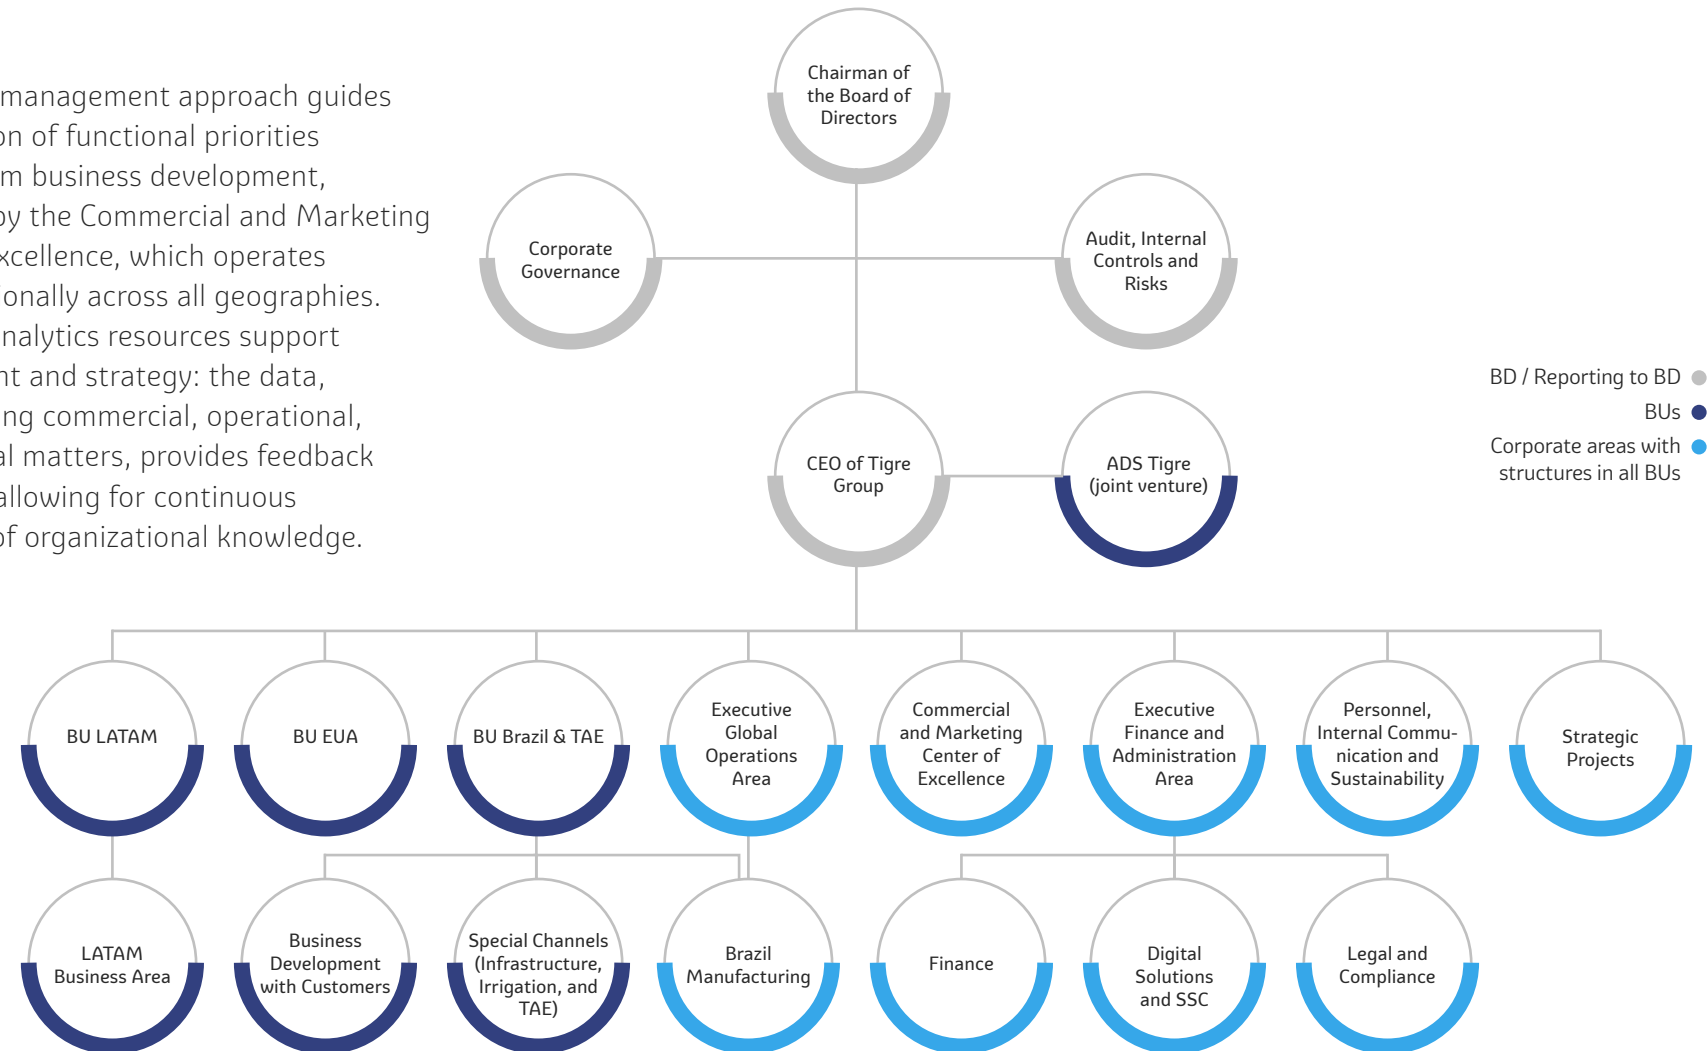 management approach guides
on of functional priorities
m business development,
by the Commercial and Marketing
xcellence, which operates
ionally across all geographies.
nalytics resources support
nt and strategy: the data,
ng commercial, operational,
al matters, provides feedback
allowing for continuous
of organizational knowledge.
Chairman of
the Board of
Directors
Corporate
Governance
Audit, Internal
Controls and
Risks
CEO of Tigre
Group
ADS Tigre
(joint venture)
BD / Reporting to BD
BUs
Corporate areas with
structures in all BUs
BU LATAM
BU EUA
BU Brazil & TAE
Executive
Global
Operations
Area
Commercial
and Marketing
Center of
Excellence
Executive
Finance and
Administration
Area
Personnel,
Internal Commu-
nication and
Sustainability
Strategic
Projects
LATAM
Business Area
Business
Development
with Customers
Special Channels
(Infrastructure,
Irrigation, and
TAE)
Brazil
Manufacturing
Finance
Digital
Solutions
and SSC
Legal and
Compliance